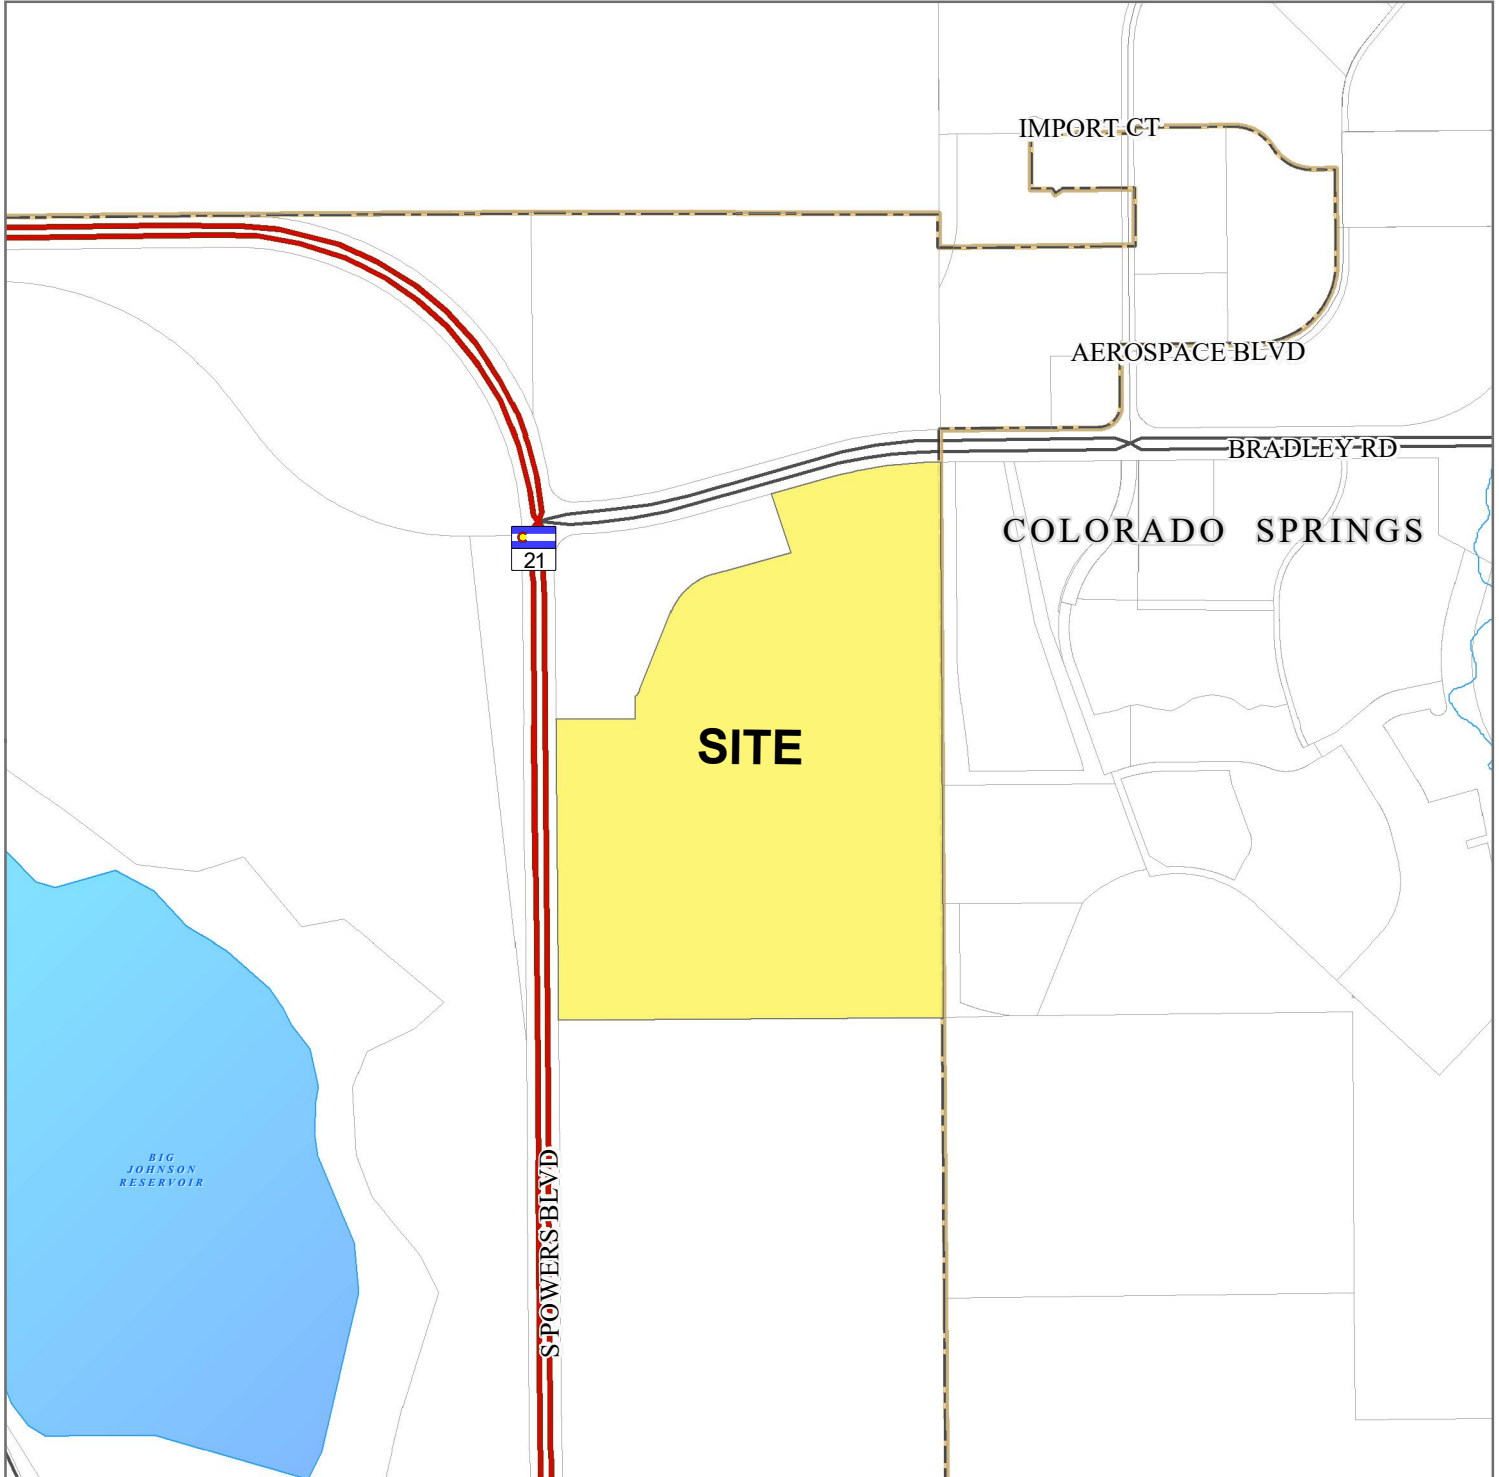 IMPORT CT
AEROSPACE BLVD
BRADLEY RD
COLORADO SPRINGS
21
SITE
BIG
JOHNSON
RESERVOIR
S POWERS BLVD